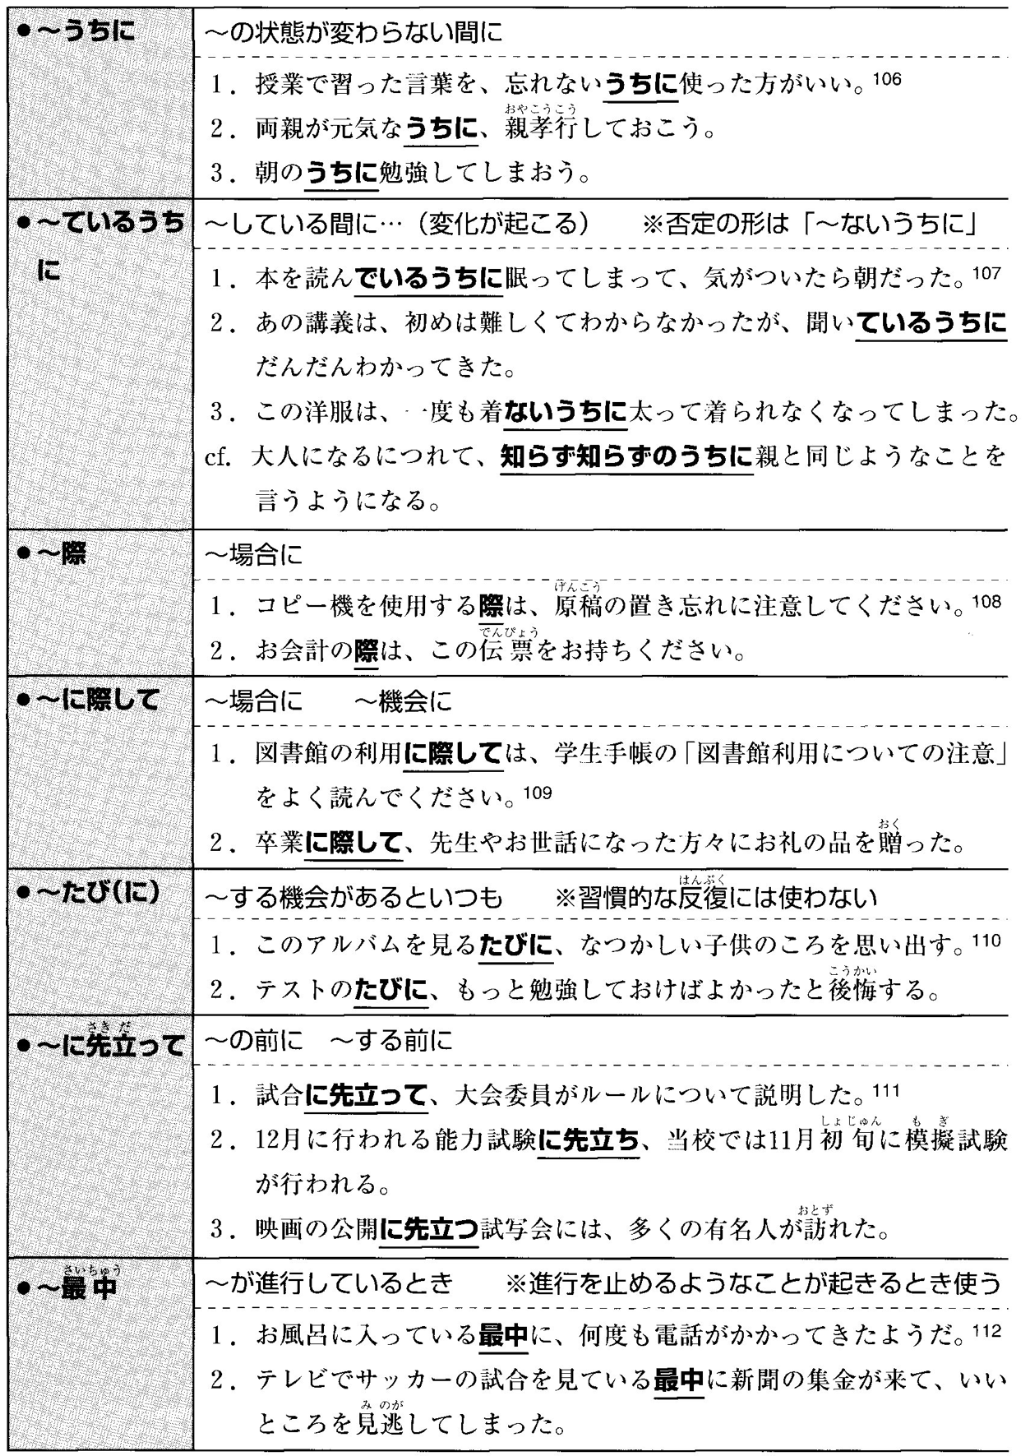 ●～うちに
～の状態が変わらない間に
1．授業で習った言葉を、忘れないうちに使った方がいい。106
おやこうこう
2．両親が元気なうちに、親孝行しておこう。
3．朝のうちに勉強してしまおう。
●～ているうち
に
～している間に…（変化が起こる）　※否定の形は「～ないうちに」
1．本を読んでいるうちに眠ってしまって、気がついたら朝だった。107
2．あの講義は、初めは難しくてわからなかったが、聞いているうちに
だんだんわかってきた。
3．この洋服は、一度も着ないうちに太って着られなくなってしまった。
cf. 大人になるにつれて、知らず知らずのうちに親と同じようなことを
言うようになる。
●～際
～場合に
げんこう
1．コピー機を使用する際は、原稿の置き忘れに注意してください。108
でんぴょう
2．お会計の際は、この伝票をお持ちください。
●～に際して
～場合に　～機会に
1．図書館の利用に際しては、学生手帳の「図書館利用についての注意」
をよく読んでください。109
おく
2．卒業に際して、先生やお世話になった方々にお礼の品を贈った。
●～たび(に)
はんぷく
～する機会があるといつも　※習慣的な反復には使わない
1．このアルバムを見るたびに、なつかしい子供のころを思い出す。110
こうかい
2．テストのたびに、もっと勉強しておけばよかったと後悔する。
さきだ
●～に先立って
～の前に　～する前に
1．試合に先立って、大会委員がルールについて説明した。111
しょじゅん　もぎ
2．12月に行われる能力試験に先立ち、当校では11月初旬に模擬試験
が行われる。
おとず
3．映画の公開に先立つ試写会には、多くの有名人が訪れた。
さいちゅう
●～最中
～が進行しているとき　※進行を止めるようなことが起きるとき使う
1．お風呂に入っている最中に、何度も電話がかかってきたようだ。112
2．テレビでサッカーの試合を見ている最中に新聞の集金が来て、いい
みのが
ところを見逃してしまった。